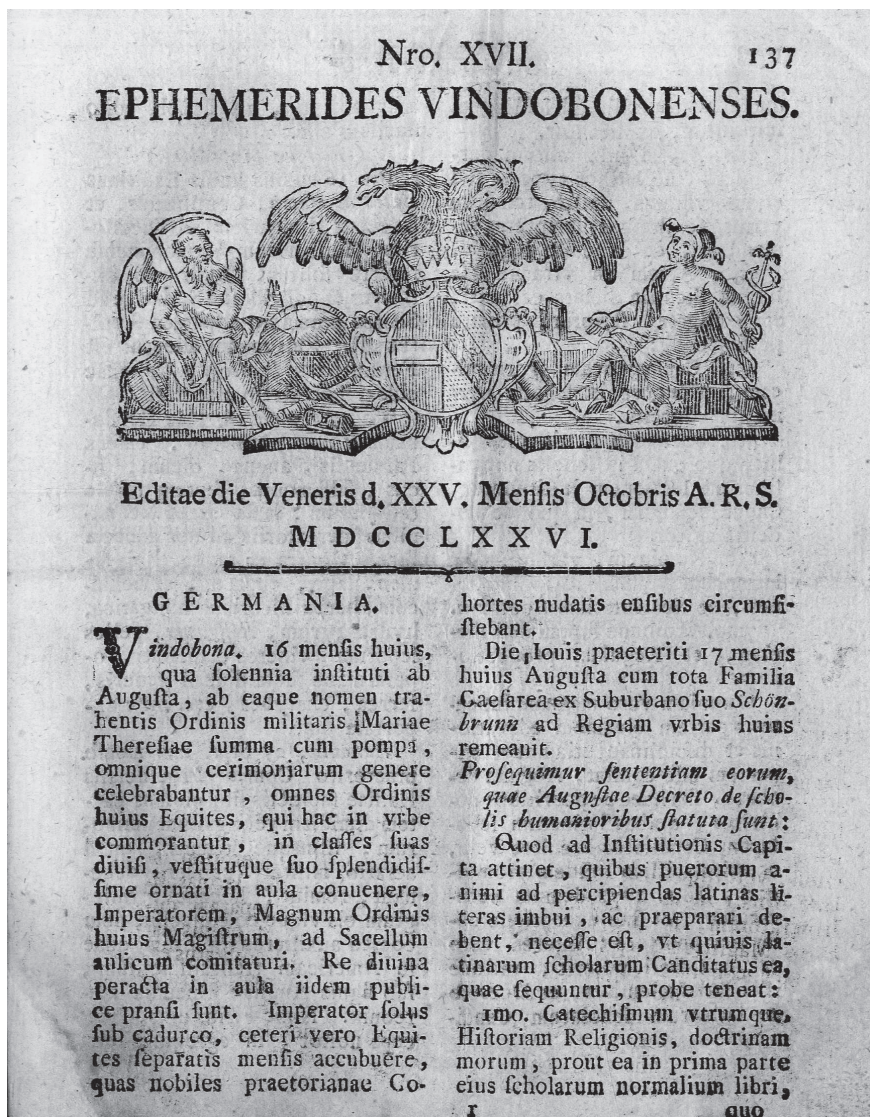 Nro. XVII.
137
EPHEMERIDES VINDOBONENSES.
Editae die Veneris d. XXV. Menſis Octobris A. R. S.
MDCCLXXVI.
GERMANIA.
Vindobona. 16 menſis huius,
qua ſolennia inſtituti ab
Auguſta, ab eaque nomen tra-
hentis Ordinis militaris Mariae
Thereſiae ſumma cum pompa,
omnique cerimoniarum genere
celebrabantur, omnes Ordinis
huius Equites, qui hac in vrbe
commorantur, in claſſes ſuas
diuiſi, veſtituque ſuo ſplendidiſ-
ſime ornati in aula conuenere,
Imperatorem, Magnum Ordinis
huius Magiſtrum, ad Sacellum
aulicum comitaturi. Re diuina
peracta in aula iidem publi-
ce pranſi ſunt. Imperator ſolus
ſub cadurco, ceteri vero Equi-
tes ſeparatis menſis accubuere,
quas nobiles praetorianae Co-
hortes nudatis enſibus circumſi-
ſtebant.
Die Iouis praeteriti 17 menſis
huius Auguſta cum tota Familia
Caeſarea ex Suburbano ſuo Schön-
brunn ad Regiam vrbis huius
remeauit.
Proſequimur ſententiam eorum,
quae Auguſtae Decreto de ſcho-
lis humanioribus ſtatuta ſunt:
Quod ad Inſtitutionis Capi-
ta attinet, quibus puerorum a-
nimi ad percipiendas latinas li-
teras imbui, ac praeparari de-
bent, neceſſe eſt, vt quiuis la-
tinarum ſcholarum Canditatus ea,
quae ſequuntur, probe teneat:
1mo. Catechiſmum vtrumque,
Hiſtoriam Religionis, doctrinam
morum, prout ea in prima parte
eius ſcholarum normalium libri,
I
quo